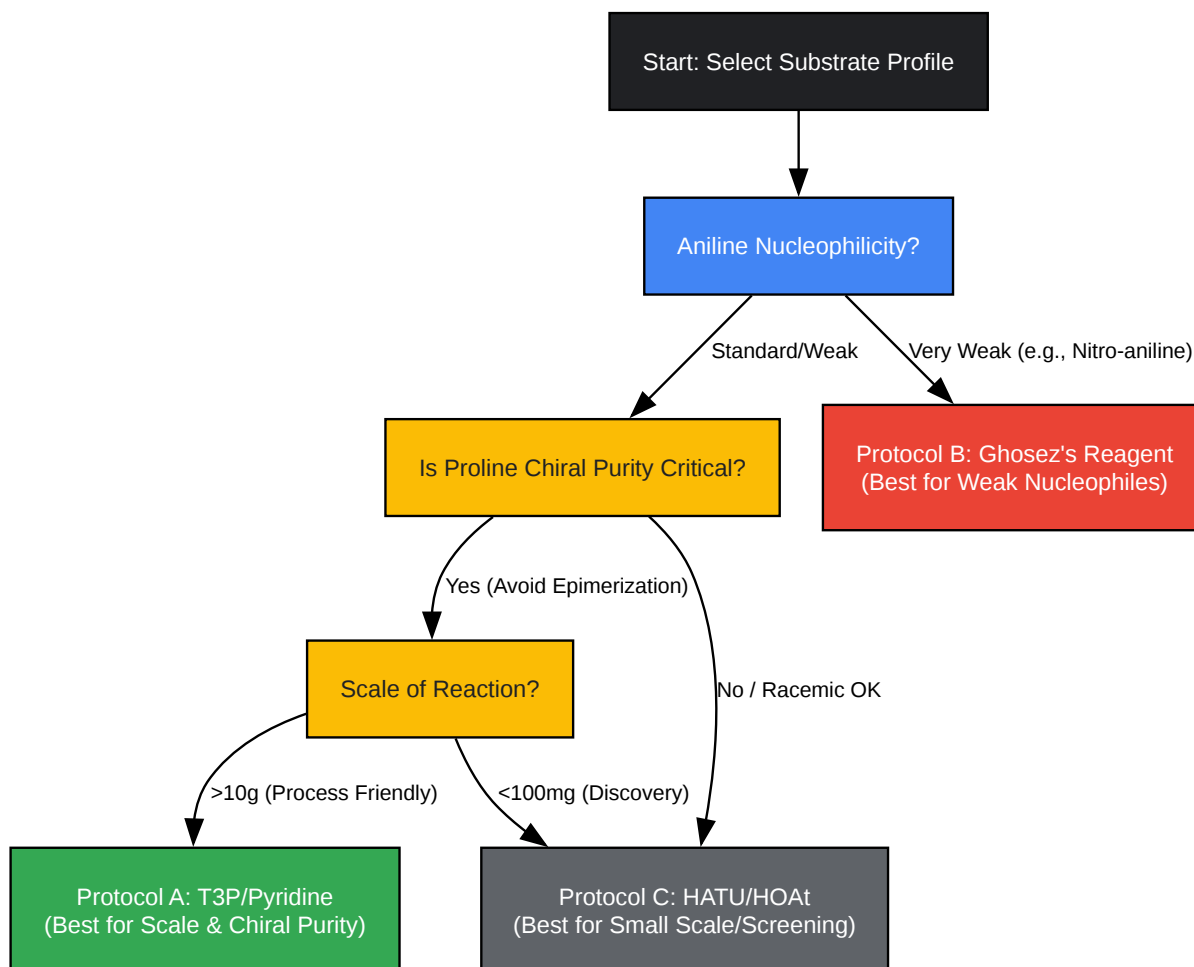 Start: Select Substrate Profile
Aniline Nucleophilicity?
Standard/Weak
Very Weak (e.g., Nitro-aniline)
Is Proline Chiral Purity Critical?
Protocol B: Ghosez's Reagent
(Best for Weak Nucleophiles)
Yes (Avoid Epimerization)
Scale of Reaction?
No / Racemic OK
>10g (Process Friendly)
<100mg (Discovery)
Protocol A: T3P/Pyridine
(Best for Scale & Chiral Purity)
Protocol C: HATU/HOAt
(Best for Small Scale/Screening)